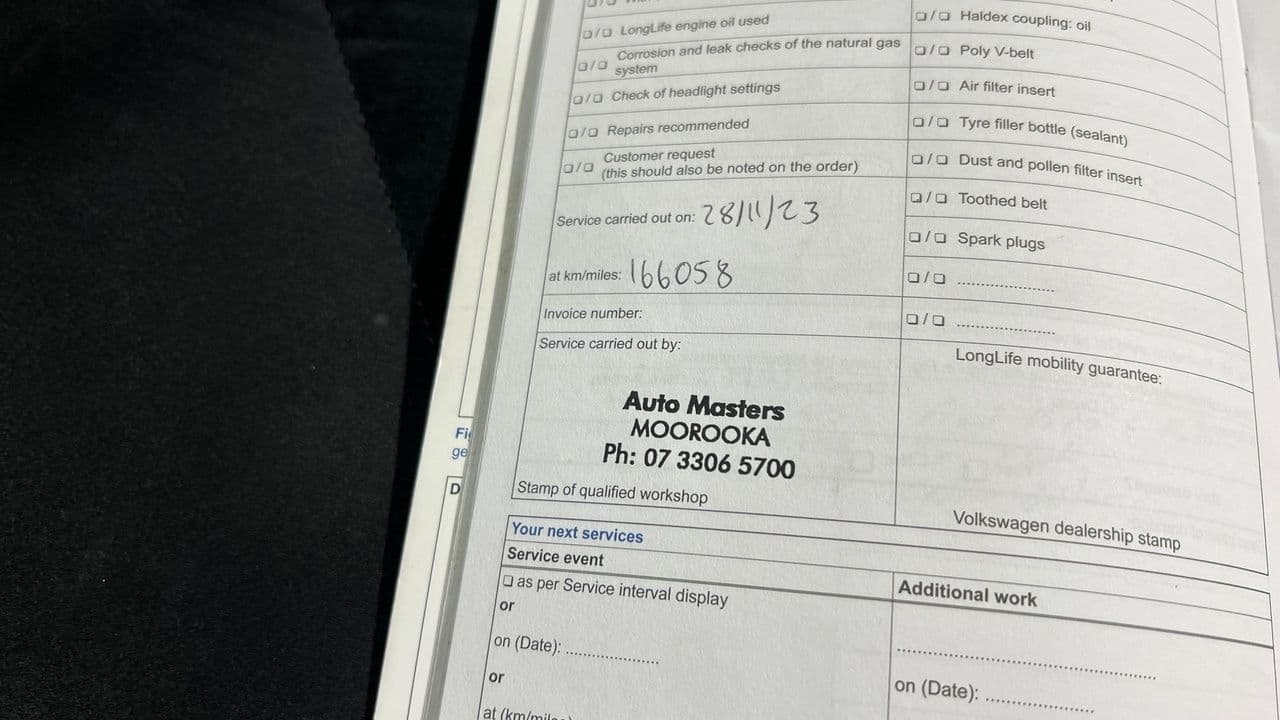 ❏/❏ LongLife engine oil used
❏/❏ Corrosion and leak checks of the natural gas
system
❏/❏ Check of headlight settings
❏/❏ Repairs recommended
❏/❏ Customer request
(this should also be noted on the order)
Service carried out on: 28/11/23
at km/miles: 166058
Invoice number:
Service carried out by:
Auto Masters
MOOROOKA
Ph: 07 3306 5700
Stamp of qualified workshop
❏/❏ Haldex coupling: oil
❏/❏ Poly V-belt
❏/❏ Air filter insert
❏/❏ Tyre filler bottle (sealant)
❏/❏ Dust and pollen filter insert
❏/❏ Toothed belt
❏/❏ Spark plugs
❏/❏ .....................
❏/❏ .....................
LongLife mobility guarantee:
Volkswagen dealership stamp
Your next services
Service event
❏ as per Service interval display
or
on (Date): ....................
or
at (km/miles)
Additional work
.......................................................
on (Date): .......................
ge
D